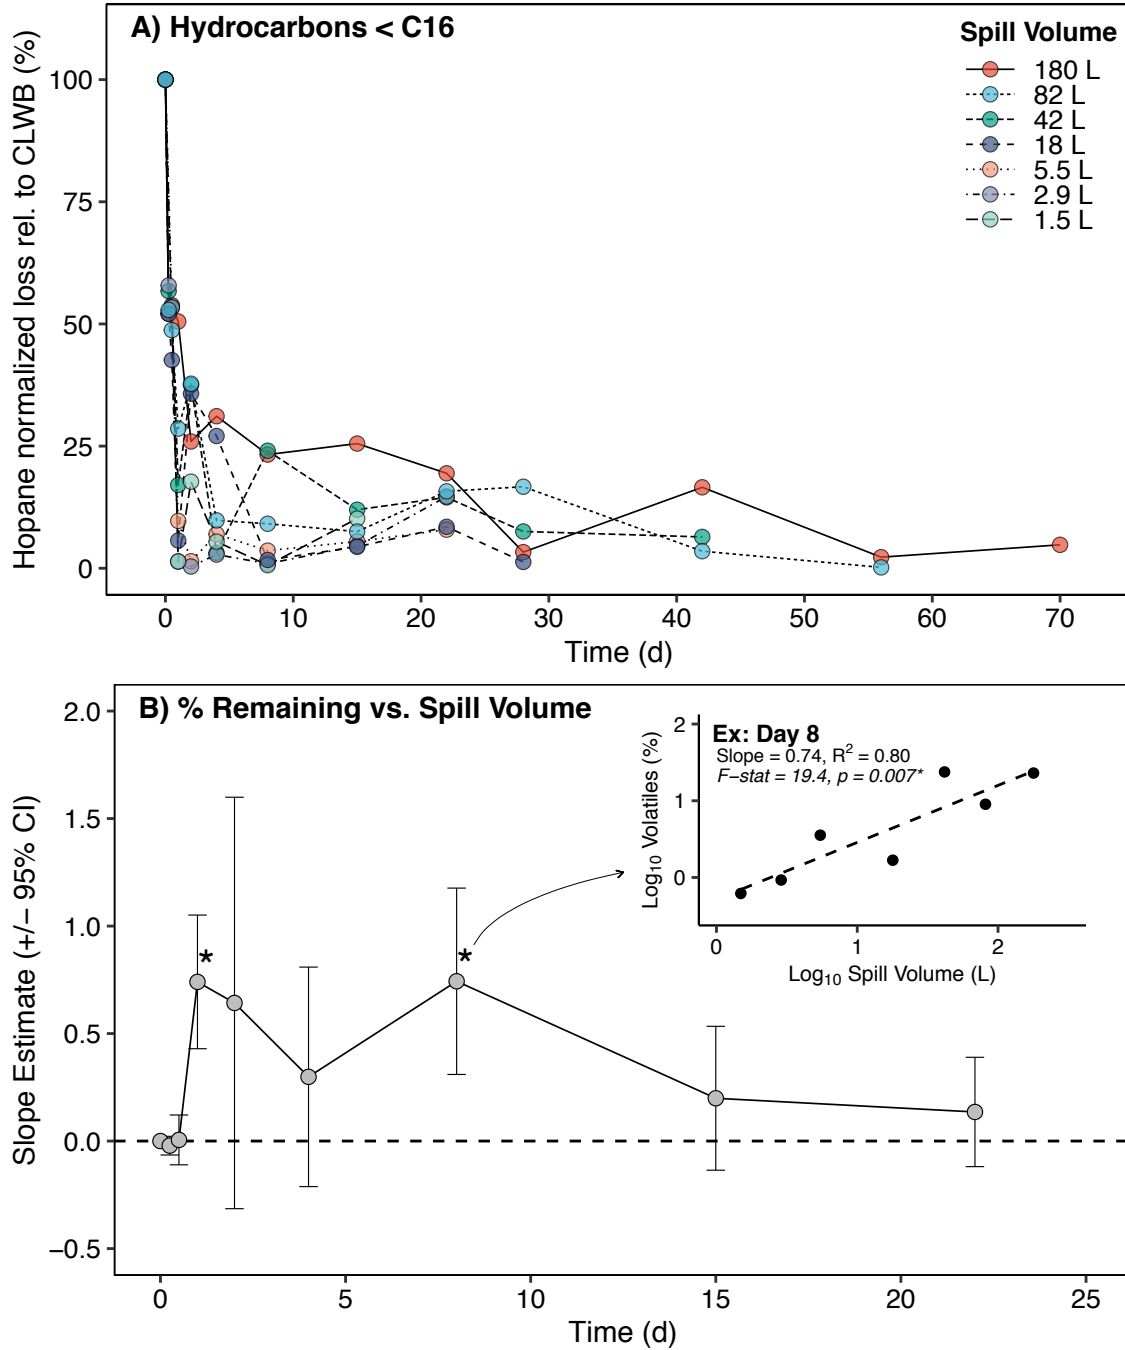 A) Hydrocarbons < C16
Spill Volume
180 L
82 L
42 L
18 L
5.5 L
2.9 L
1.5 L
Hopane normalized loss rel. to CLWB (%)
100
75
50
25
0
0 10 20 30 40 50 60 70
Time (d)
B) % Remaining vs. Spill Volume
Slope Estimate (+/− 95% CI)
2.0
1.5
1.0
0.5
0.0
−0.5
*
*
0 5 10 15 20 25
Time (d)
Ex: Day 8
Slope = 0.74, R² = 0.80
F−stat = 19.4, p = 0.007*
Log₁₀ Volatiles (%)
2
1
0
0 1 2
Log₁₀ Spill Volume (L)